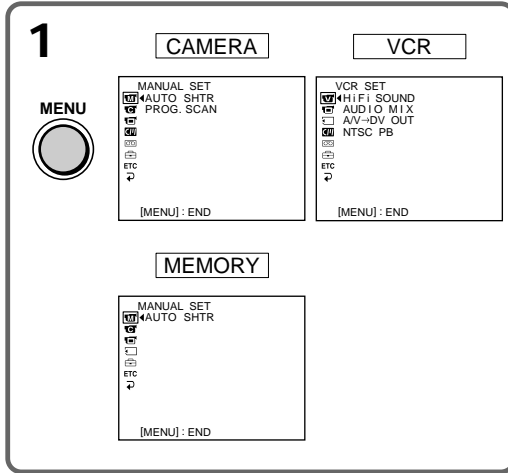 1
CAMERA
VCR
MENU
MANUAL SET
AUTO SHTR
PROG. SCAN
ETC
[MENU] : END
VCR SET
HiFi SOUND
AUDIO MIX
A/V→DV OUT
NTSC PB
ETC
[MENU] : END
MEMORY
MANUAL SET
AUTO SHTR
ETC
[MENU] : END